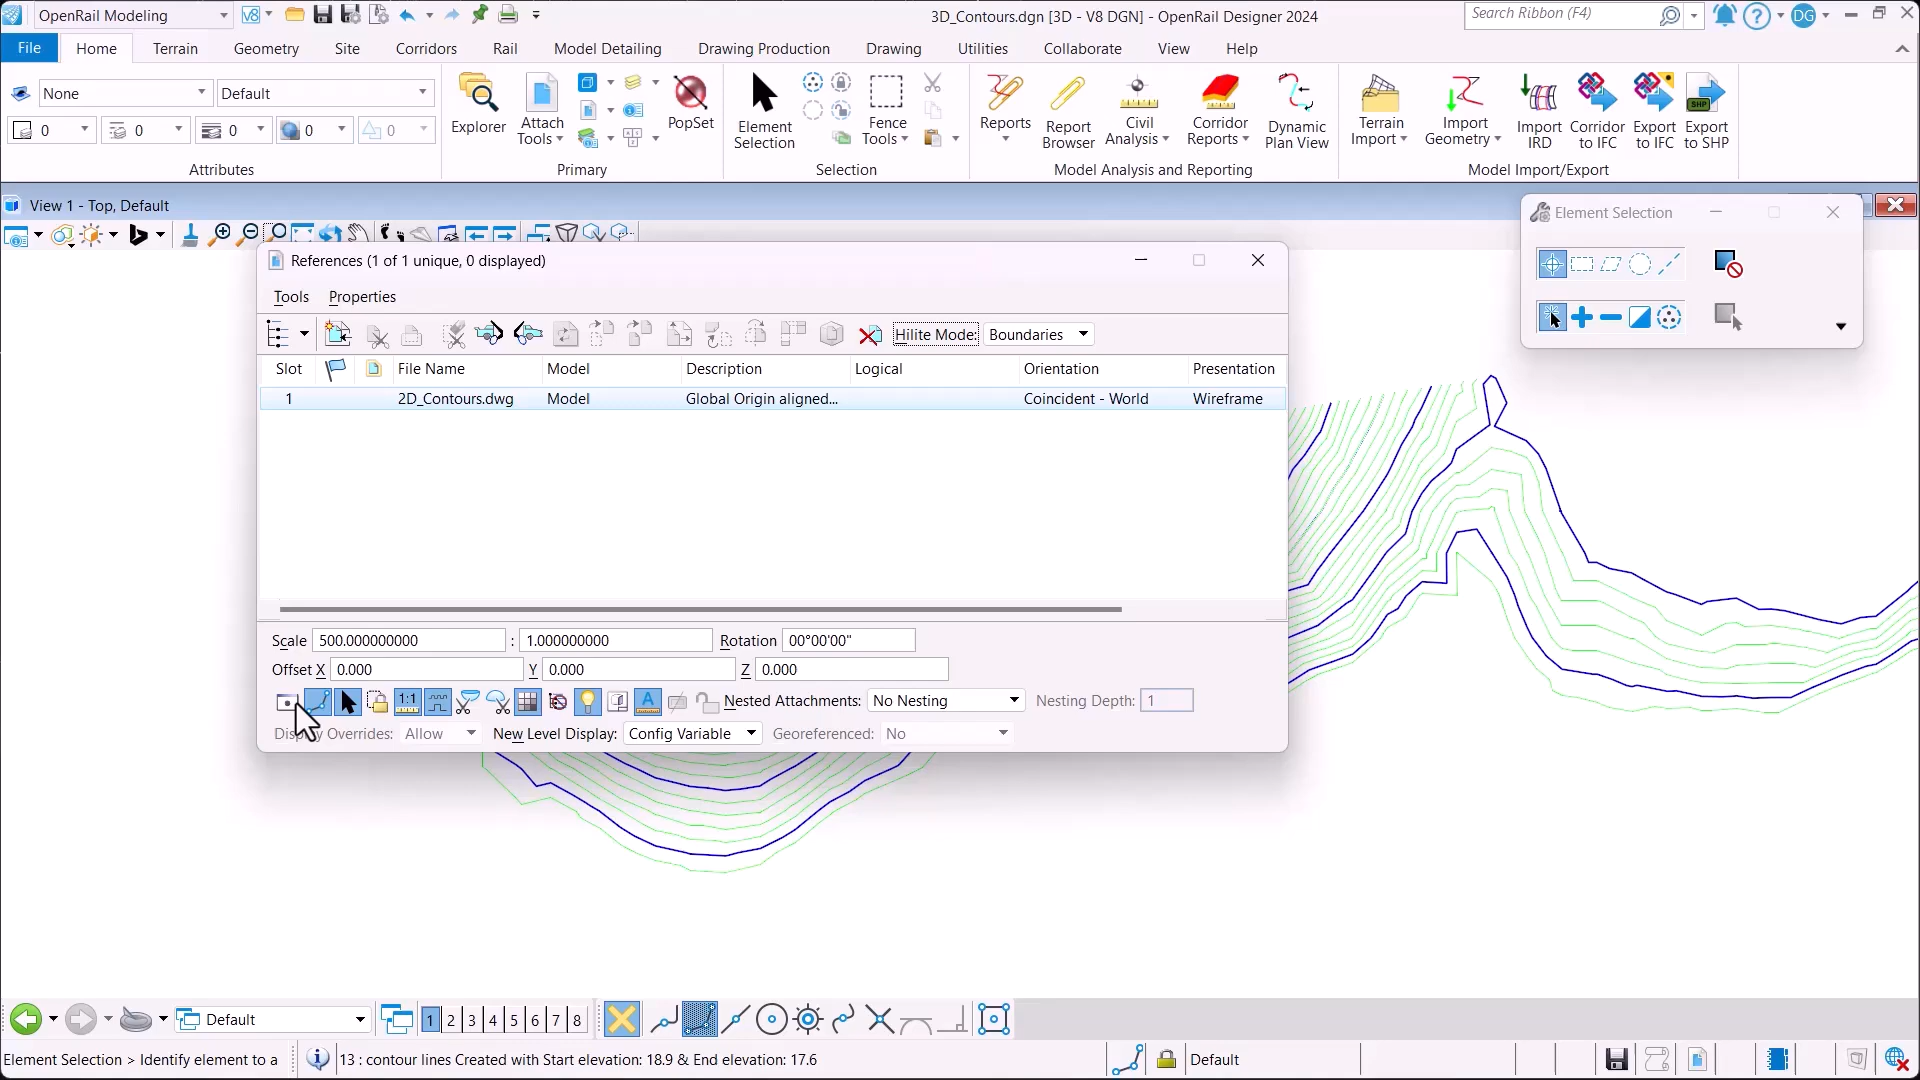 OpenRail Modeling
3D_Contours.dgn [3D - V8 DGN] - OpenRail Designer 2024
Search Ribbon (F4)
DG
File
Home
Terrain
Geometry
Site
Corridors
Rail
Model Detailing
Drawing Production
Drawing
Utilities
Collaborate
View
Help
None
Default
0
0
0
0
0
Attributes
Explorer
Attach Tools
PopSet
Primary
Element Selection
Fence Tools
Selection
Reports
Report Browser
Civil Analysis
Corridor Reports
Dynamic Plan View
Model Analysis and Reporting
Terrain Import
Import Geometry
Import IRD
Corridor to IFC
Export to IFC
SHP
Export to SHP
Model Import/Export
View 1 - Top, Default
Element Selection
References (1 of 1 unique, 0 displayed)
Tools
Properties
Hilite Mode:
Boundaries
Slot
File Name
Model
Description
Logical
Orientation
Presentation
1
2D_Contours.dwg
Model
Global Origin aligned...
Coincident - World
Wireframe
Scale
500.000000000
:
1.000000000
Rotation
00°00'00"
Offset X
0.000
Y
0.000
Z
0.000
1:1
Nested Attachments:
No Nesting
Nesting Depth:
1
Display Overrides:
Allow
New Level Display:
Config Variable
Georeferenced:
No
Default
1 2 3 4 5 6 7 8
Element Selection > Identify element to a
13 : contour lines Created with Start elevation: 18.9 & End elevation: 17.6
Default